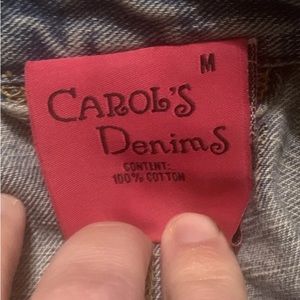 M
CAROL'S
DenimS
CONTENT:
100% COTTON